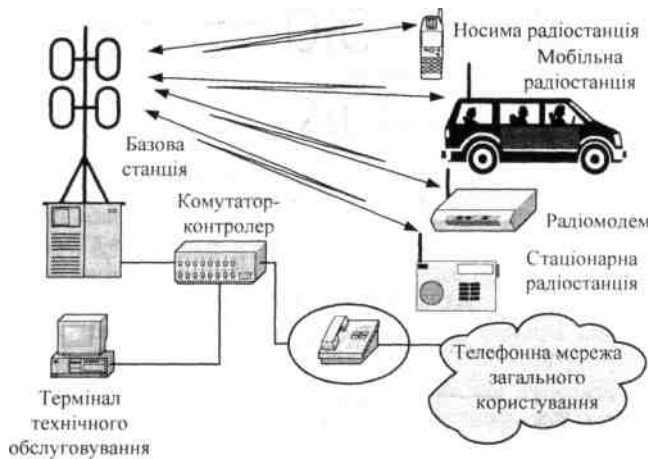 Носима радіостанція
Мобільна
радіостанція
Базова
станція
Комутатор-
контролер
Радіомодем
Стаціонарна
радіостанція
Телефонна мережа
загального
користування
Термінал
технічного
обслуговування